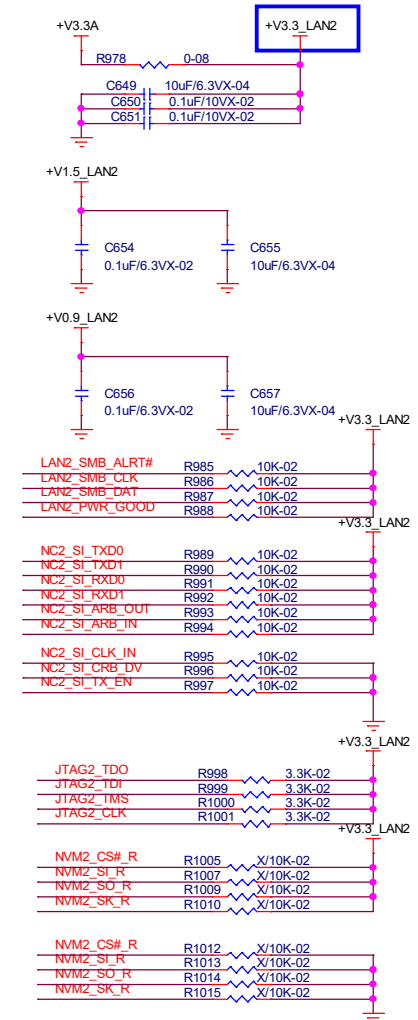 +V3.3A +V3.3_LAN2
R978 0-08
C649 10uF/6.3VX-04
C650 0.1uF/10VX-02
C651 0.1uF/10VX-02
+V1.5_LAN2
C654 C655
0.1uF/6.3VX-02 10uF/6.3VX-04
+V0.9_LAN2
C656 C657
0.1uF/6.3VX-02 10uF/6.3VX-04
+V3.3_LAN2
LAN2_SMB_ALRT# R985 10K-02
LAN2_SMB_CLK R986 10K-02
LAN2_SMB_DAT R987 10K-02
LAN2_PWR_GOOD R988 10K-02
+V3.3_LAN2
NC2_SI_TXD0 R989 10K-02
NC2_SI_TXD1 R990 10K-02
NC2_SI_RXD0 R991 10K-02
NC2_SI_RXD1 R992 10K-02
NC2_SI_ARB_OUT R993 10K-02
NC2_SI_ARB_IN R994 10K-02
NC2_SI_CLK_IN R995 10K-02
NC2_SI_CRB_DV R996 10K-02
NC2_SI_TX_EN R997 10K-02
+V3.3_LAN2
JTAG2_TDO R998 3.3K-02
JTAG2_TDI R999 3.3K-02
JTAG2_TMS R1000 3.3K-02
JTAG2_CLK R1001 3.3K-02
+V3.3_LAN2
NVM2_CS#_R R1005 X/10K-02
NVM2_SI_R R1007 X/10K-02
NVM2_SO_R R1009 X/10K-02
NVM2_SK_R R1010 X/10K-02
NVM2_CS#_R R1012 X/10K-02
NVM2_SI_R R1013 X/10K-02
NVM2_SO_R R1014 X/10K-02
NVM2_SK_R R1015 X/10K-02